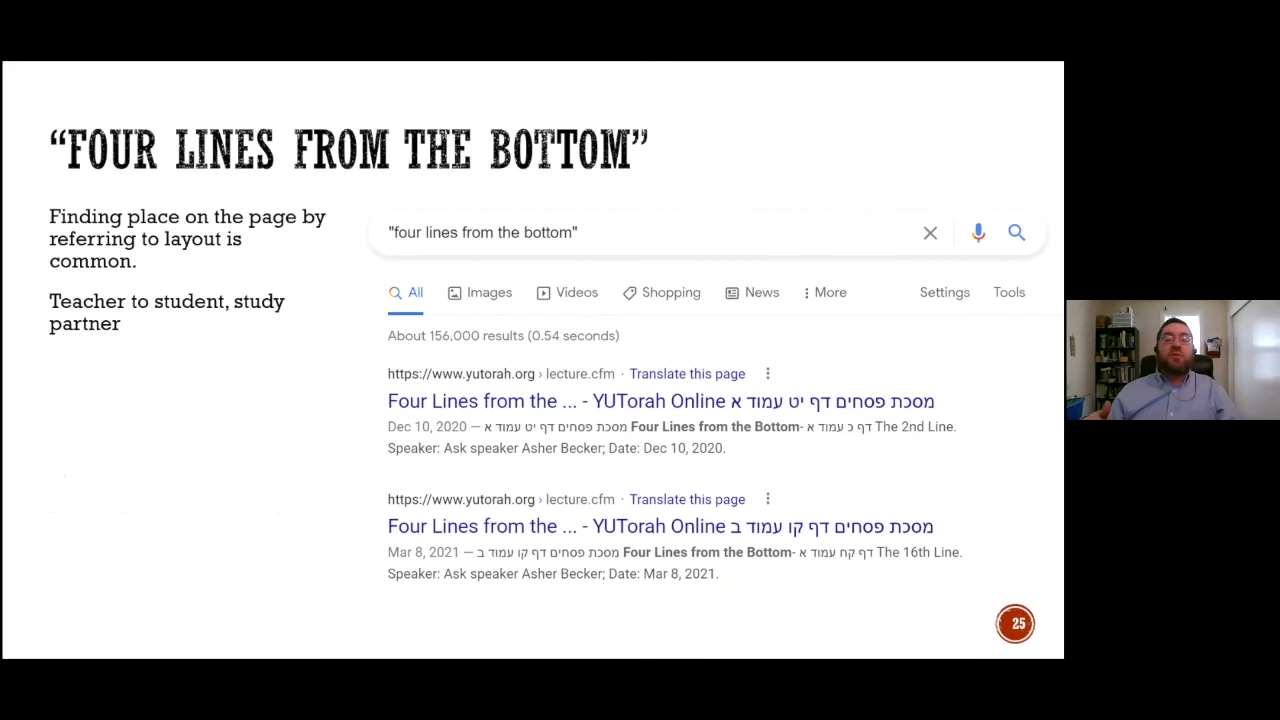 “FOUR LINES FROM THE BOTTOM”
Finding place on the page by
referring to layout is
common.
Teacher to student, study
partner
"four lines from the bottom"
All Images Videos Shopping News More Settings Tools
About 156,000 results (0.54 seconds)
https://www.yutorah.org › lecture.cfm · Translate this page
Four Lines from the ... - YUTorah Online מסכת פסחים דף יט עמוד א
Dec 10, 2020 — מסכת פסחים דף יט עמוד א Four Lines from the Bottom- דף כ עמוד א The 2nd Line.
Speaker: Ask speaker Asher Becker; Date: Dec 10, 2020.
https://www.yutorah.org › lecture.cfm · Translate this page
Four Lines from the ... - YUTorah Online מסכת פסחים דף קו עמוד ב
Mar 8, 2021 — מסכת פסחים דף קו עמוד ב Four Lines from the Bottom- דף קח עמוד א The 16th Line.
Speaker: Ask speaker Asher Becker; Date: Mar 8, 2021.
25